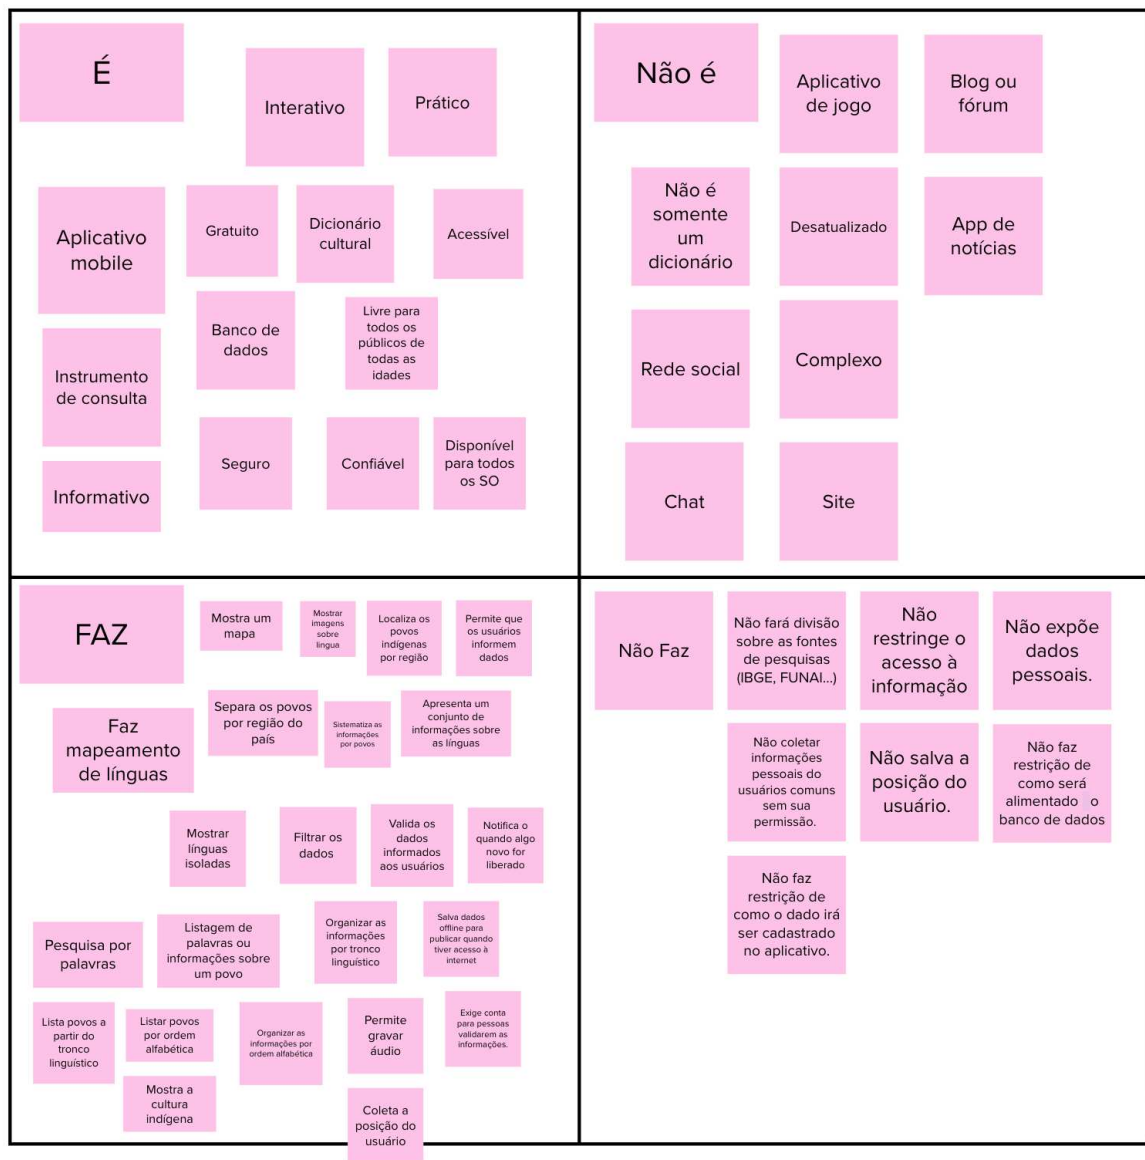 É
Interativo
Prático
Aplicativo
mobile
Gratuito
Dicionário
cultural
Acessível
Banco de
dados
Livre para
todos os
públicos de
todas as
idades
Instrumento
de consulta
Informativo
Seguro
Confiável
Disponível
para todos
os SO
Não é
Aplicativo
de jogo
Blog ou
fórum
Não é
somente
um
dicionário
Desatualizado
App de
notícias
Rede social
Complexo
Chat
Site
FAZ
Mostra um
mapa
Mostrar
imagens
sobre
lingua
Localiza os
povos
indígenas
por região
Permite que
os usuários
informem
dados
Faz
mapeamento
de línguas
Separa os povos
por região do
país
Sistematiza as
informações
por povos
Apresenta um
conjunto de
informações sobre
as línguas
Mostrar
línguas
isoladas
Filtrar os
dados
Valida os
dados
informados
aos usuários
Notifica o
quando algo
novo for
liberado
Pesquisa por
palavras
Listagem de
palavras ou
informações sobre
um povo
Organizar as
informações
por tronco
linguístico
Salva dados
offline para
publicar quando
tiver acesso à
internet
Lista povos a
partir do
tronco
linguístico
Listar povos
por ordem
alfabética
Organizar as
informações por
ordem alfabética
Permite
gravar
áudio
Exige conta
para pessoas
validarem as
informações.
Mostra a
cultura
indígena
Coleta a
posição do
usuário
Não Faz
Não fará divisão
sobre as fontes
de pesquisas
(IBGE, FUNAI...)
Não
restringe o
acesso à
informação
Não expõe
dados
pessoais.
Não coletar
informações
pessoais do
usuários comuns
sem sua
permissão.
Não salva a
posição do
usuário.
Não faz
restrição de
como será
alimentado o
banco de dados
Não faz
restrição de
como o dado irá
ser cadastrado
no aplicativo.